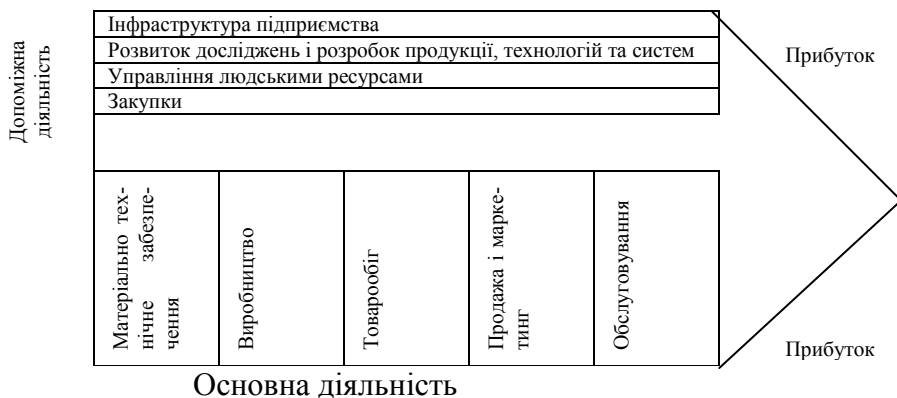 Допоміжна
діяльність
Інфраструктура підприємства
Розвиток досліджень і розробок продукції, технологій та систем
Управління людськими ресурсами
Закупки
Прибуток
Матеріально тех-
нічне забезпе-
чення
Виробництво
Товарообіг
Продажа і марке-
тинг
Обслуговування
Прибуток
Основна діяльність